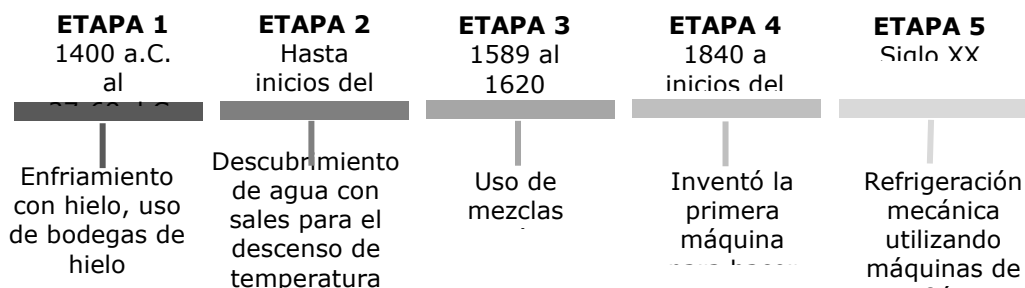 ETAPA 1
1400 a.C.
al
ETAPA 2
Hasta
inicios del
ETAPA 3
1589 al
1620
ETAPA 4
1840 a
inicios del
ETAPA 5
Siglo XX
Enfriamiento
con hielo, uso
de bodegas de
hielo
Descubrimiento
de agua con
sales para el
descenso de
temperatura
Uso de
mezclas
Inventó la
primera
máquina
para hacer
Refrigeración
mecánica
utilizando
máquinas de